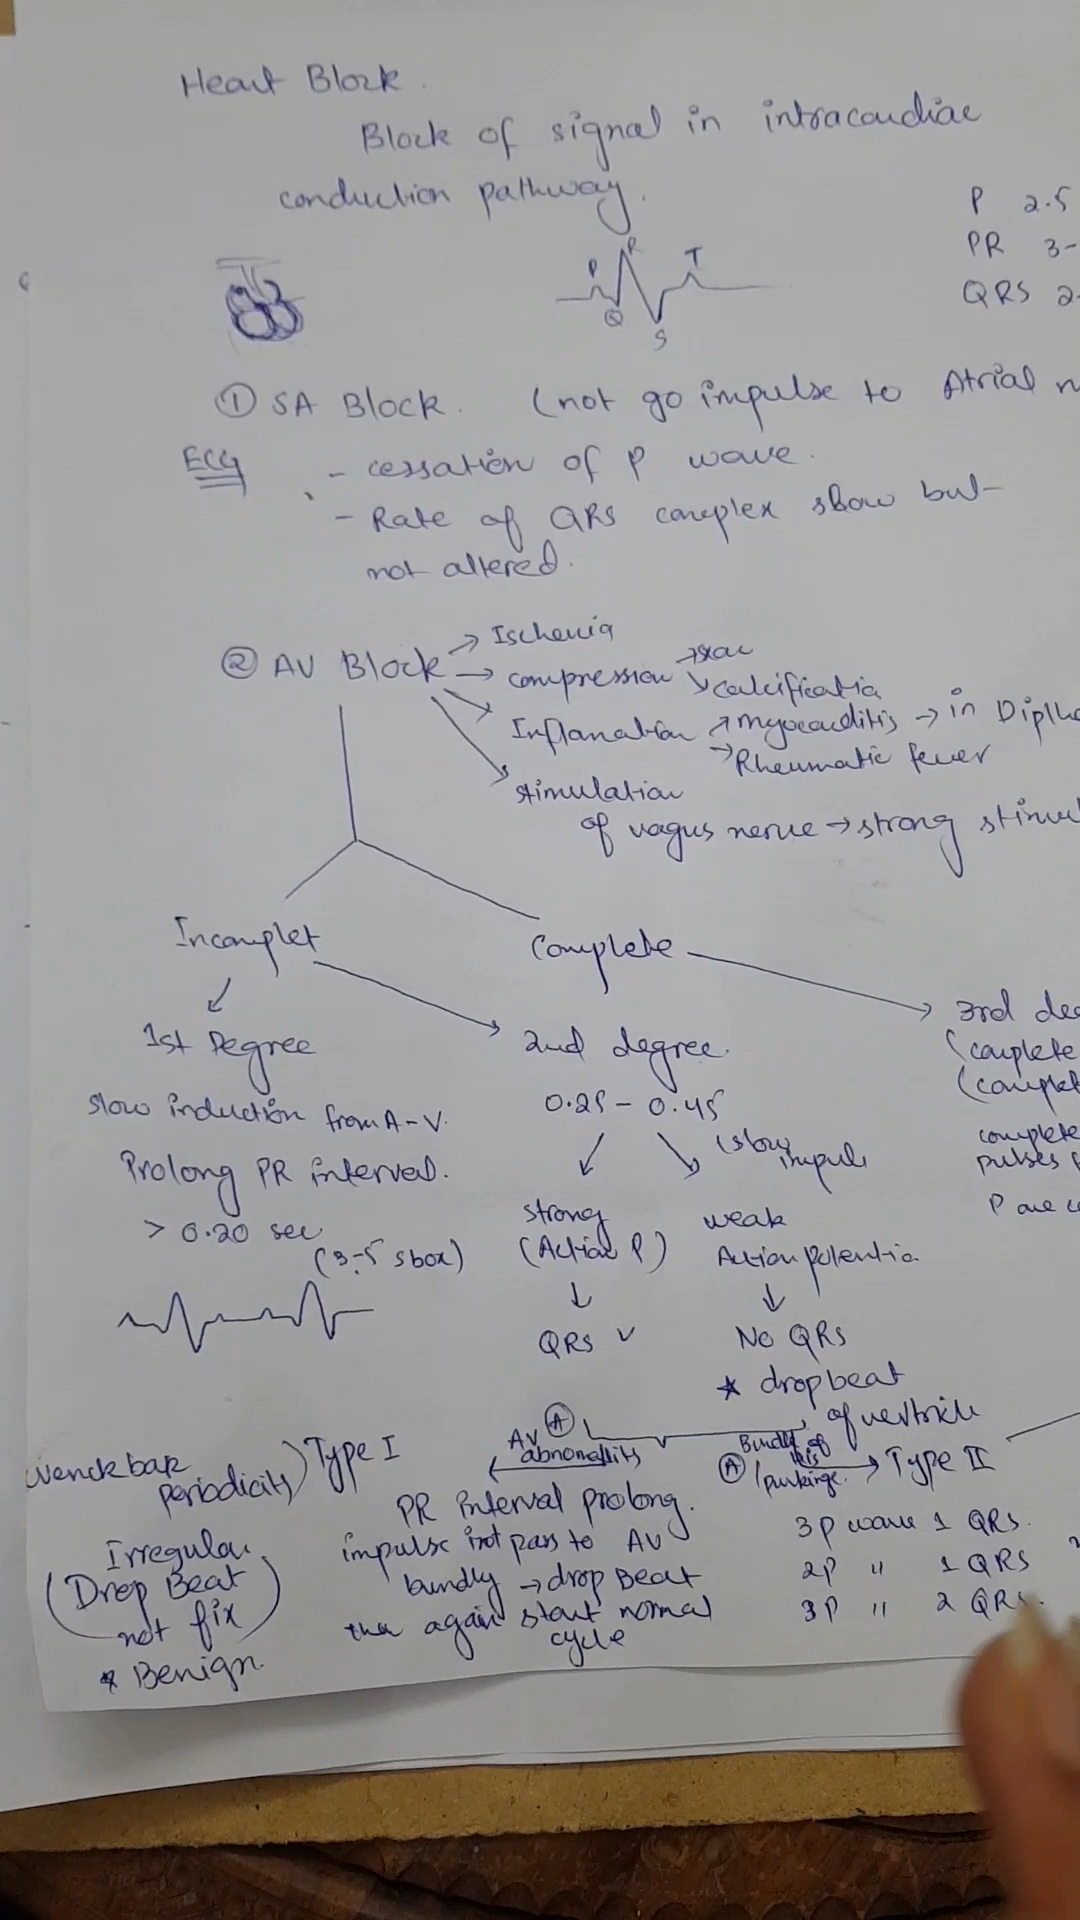 Heart Block.
Block of signal in intracardiac
conduction pathway.
P 2.5
PR 3-
QRS 2-
P R T
Q S
① SA Block. (not go impulse to Atrial
ECG - cessation of P wave.
- Rate of QRS complex slow but
not altered.
② AV Block → Ischemia
→ compression → scar
↘ calcificatia
Inflamation ↗ myocarditis → in Diptho
→ Rheumatic fever
stimulation
of vagus nerve → strong stimul
Incomplet
Complete
1st Degree
slow induction from A-V.
Prolong PR interval.
> 0.20 sec
(3-5 sbox)
2nd degree.
0.25 - 0.45
(slow
impuls
strong
(Action P)
↓
QRS ✓
weak
Action potentia
↓
No QRS
* drop beat
of ventricle
3rd deg
(complete
(complet
complete
pulses
P are
wenckbak
periodicity) Type I
Irregular
(Drop Beat
not fix)
* Benign.
AV Ⓐ
abnomality
PR interval prolong.
impulse not pass to AV
bundly → drop Beat
then again start normal
cycle
Ⓐ Bundle of
His
/ purkinge. → Type II
3P wave 1 QRS.
2P " 1 QRS
3P " 2 QRS.